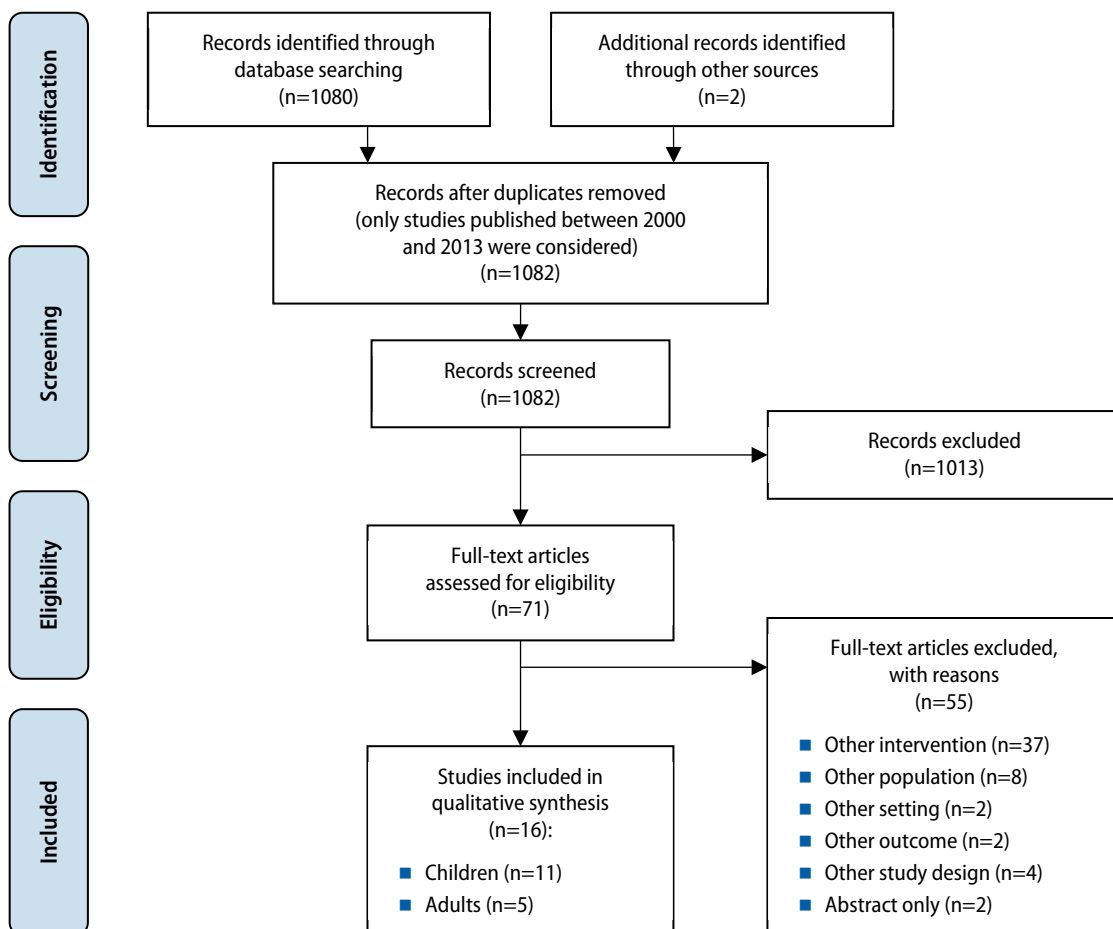 Identification
Records identified through
database searching
(n=1080)
Additional records identified
through other sources
(n=2)
Records after duplicates removed
(only studies published between 2000
and 2013 were considered)
(n=1082)
Screening
Records screened
(n=1082)
Records excluded
(n=1013)
Eligibility
Full-text articles
assessed for eligibility
(n=71)
Full-text articles excluded,
with reasons
(n=55)
Other intervention (n=37)
Other population (n=8)
Other setting (n=2)
Other outcome (n=2)
Other study design (n=4)
Abstract only (n=2)
Included
Studies included in
qualitative synthesis
(n=16):
Children (n=11)
Adults (n=5)